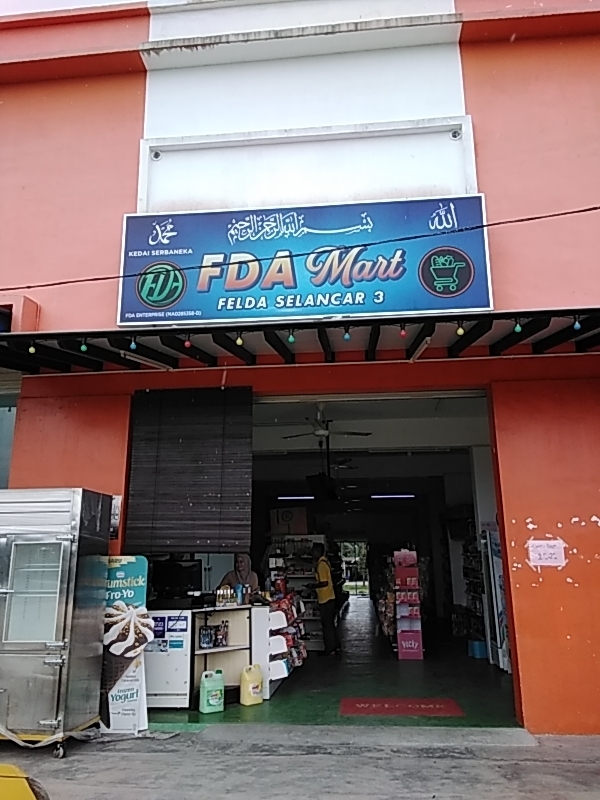 محمد
بسم الله الرحمن الرحيم
الله
KEDAI SERBANEKA
FDA Mart
FDA
FELDA SELANCAR 3
Drumstick
Fro-Yo
Frozen
Yogurt
WELCOME